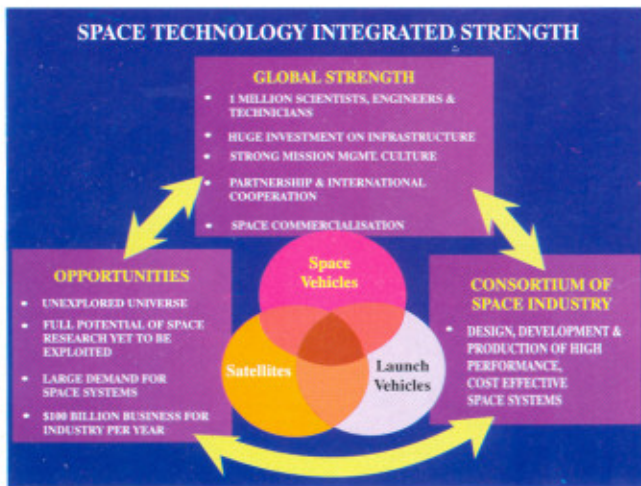 SPACE TECHNOLOGY INTEGRATED STRENGTH
GLOBAL STRENGTH
• 1 MILLION SCIENTISTS, ENGINEERS &
TECHNICIANS
• HUGE INVESTMENT ON INFRASTRUCTURE
• STRONG MISSION MGMT. CULTURE
• PARTNERSHIP & INTERNATIONAL
COOPERATION
• SPACE COMMERCIALISATION
OPPORTUNITIES
• UNEXPLORED UNIVERSE
• FULL POTENTIAL OF SPACE
RESEARCH YET TO BE
EXPLOITED
• LARGE DEMAND FOR
SPACE SYSTEMS
• $100 BILLION BUSINESS FOR
INDUSTRY PER YEAR
Space
Vehicles
Satellites
Launch
Vehicles
CONSORTIUM OF
SPACE INDUSTRY
• DESIGN, DEVELOPMENT &
PRODUCTION OF HIGH
PERFORMANCE,
COST EFFECTIVE
SPACE SYSTEMS